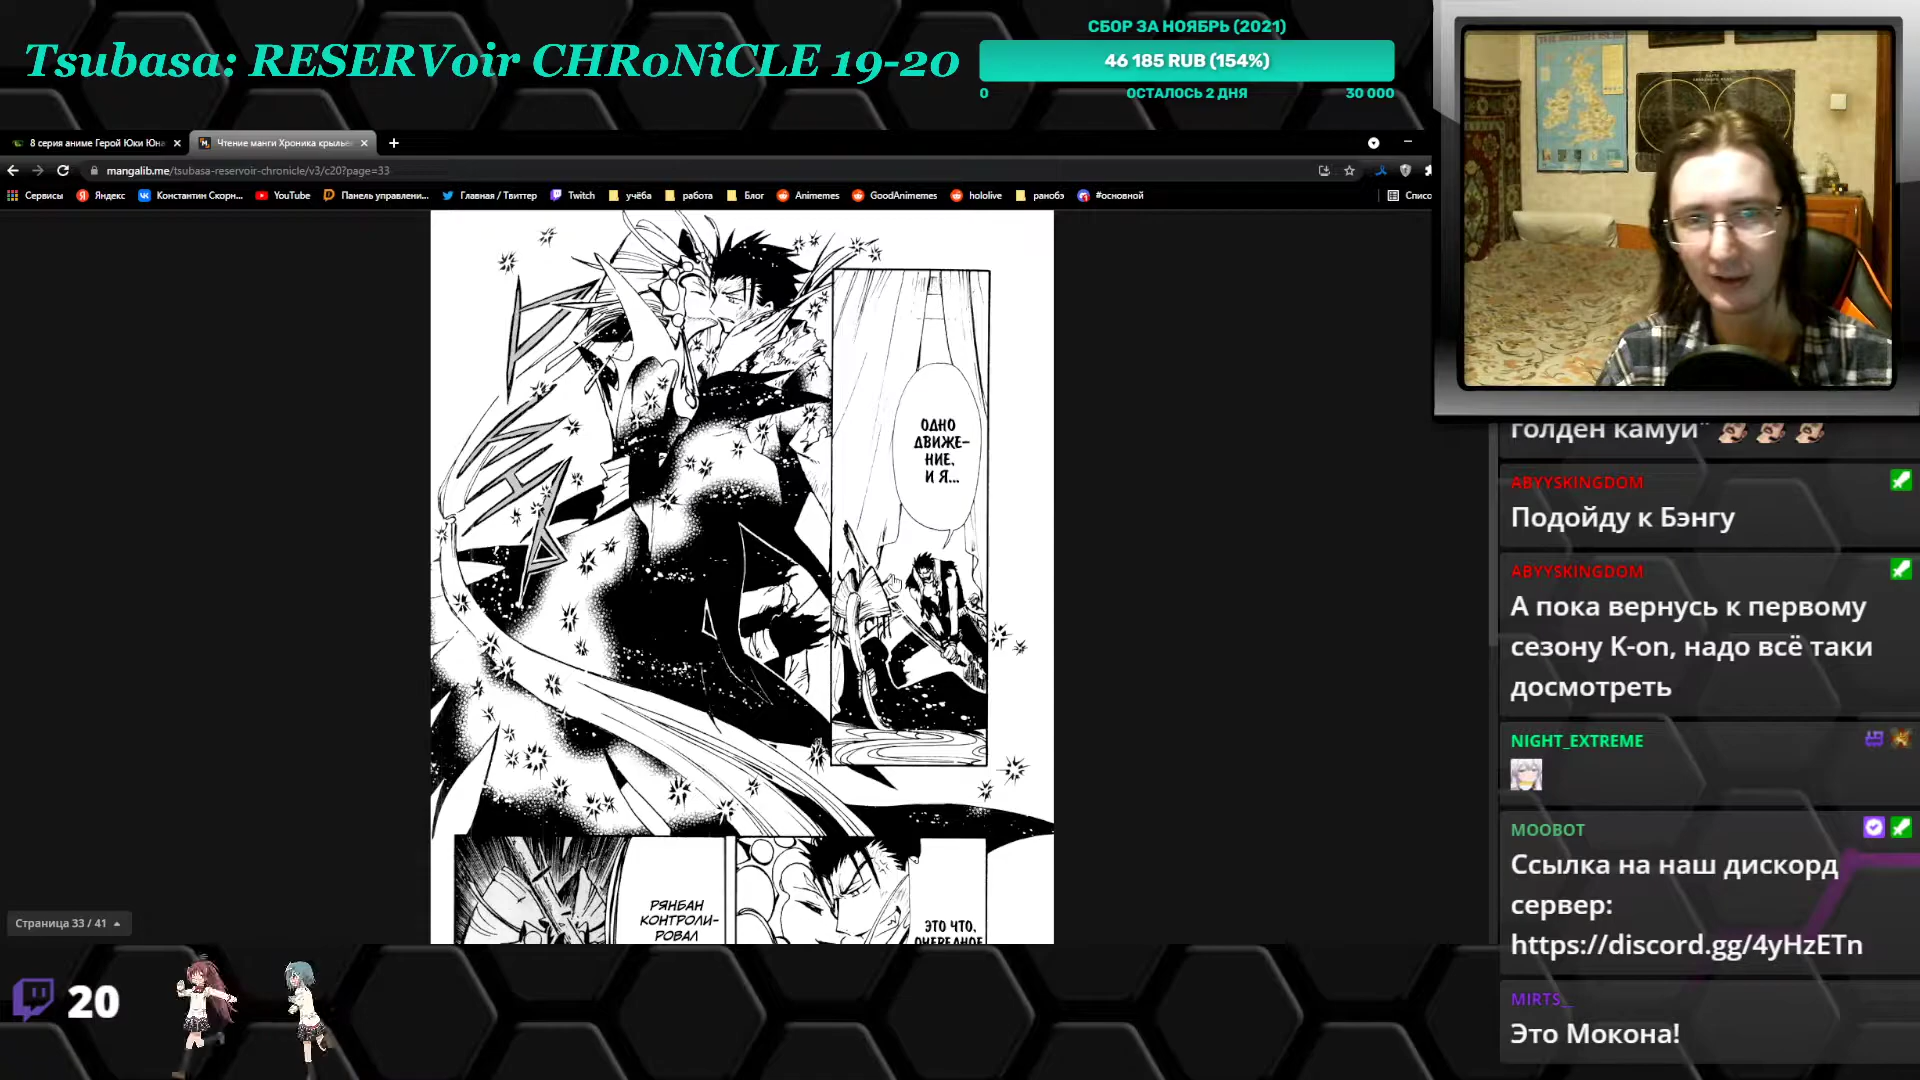 Tsubasa: RESERVoir CHRoNiCLE 19-20
СБОР ЗА НОЯБРЬ (2021)
46 185 RUB (154%)
0
ОСТАЛОСЬ 2 ДНЯ
30 000
8 серия аниме Герой Юки Юна
Чтение манги Хроника крылье
mangalib.me/tsubasa-reservoir-chronicle/v3/c20?page=33
Сервисы
Яндекс
Константин Скорн...
YouTube
Панель управлени...
Главная / Твиттер
Twitch
учёба
работа
Блог
Animemes
GoodAnimemes
hololive
ранобэ
#основной
Списо
ОДНО
ДВИЖЕ-
НИЕ,
И Я...
РЯНБАН
КОНТРОЛИ-
РОВАЛ
ЭТО ЧТО,
ОЧЕРЕДНОЕ
Страница 33 / 41
20
голден камуй"
ABYYSKINGDOM
Подойду к Бэнгу
ABYYSKINGDOM
А пока вернусь к первому
сезону K-on, надо всё таки
досмотреть
NIGHT_EXTREME
MOOBOT
Ссылка на наш дискорд
сервер:
https://discord.gg/4yHzETn
MIRTS_
Это Мокона!